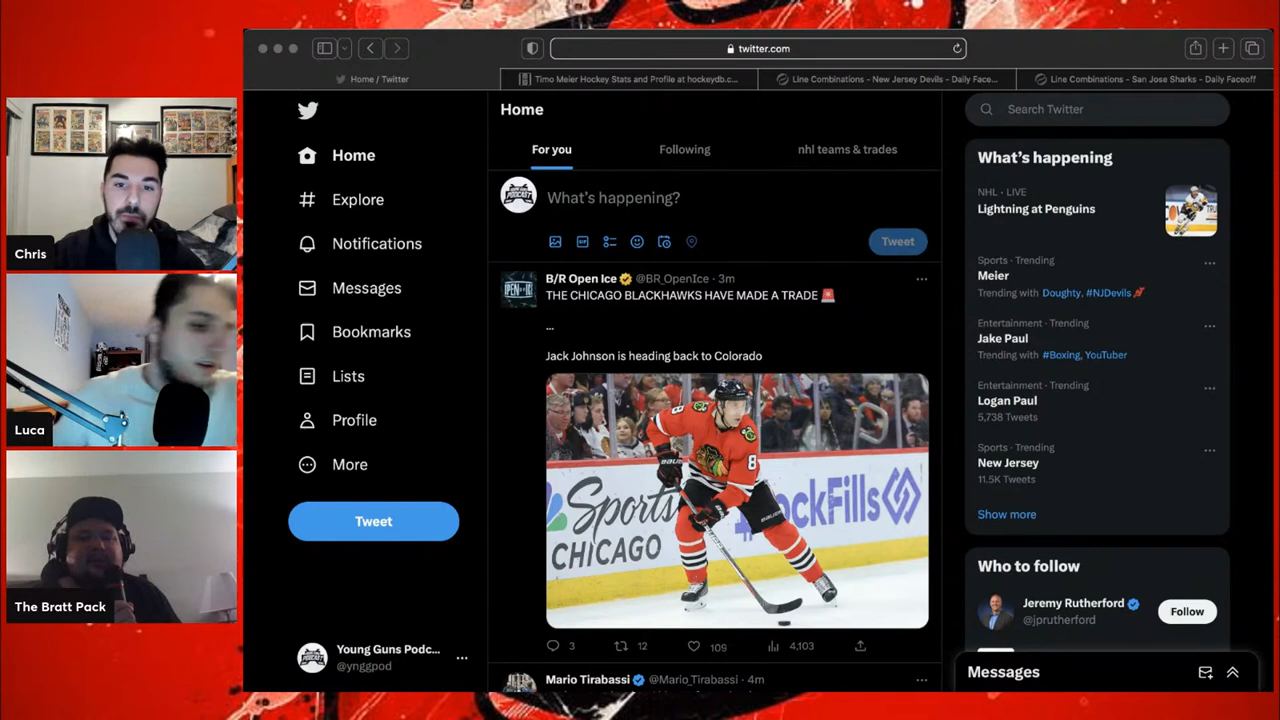 twitter.com
Home / Twitter
Timo Meier Hockey Stats and Profile at hockeydb.c...
Line Combinations – New Jersey Devils – Daily Face...
Line Combinations – San Jose Sharks – Daily Faceoff
Chris
Luca
The Bratt Pack
Home
Explore
Notifications
Messages
Bookmarks
Lists
Profile
More
Tweet
Young Guns Podc...
@ynggpod
Home
For you
Following
nhl teams & trades
PODCAST
What's happening?
Tweet
B/R Open Ice @BR_OpenIce · 3m
THE CHICAGO BLACKHAWKS HAVE MADE A TRADE 🚨
...
Jack Johnson is heading back to Colorado
8
8
Sports
CHICAGO
ockFills
3
12
109
4,103
Mario Tirabassi @Mario_Tirabassi · 4m
Search Twitter
What's happening
NHL · LIVE
Lightning at Penguins
Sports · Trending
Meier
Trending with Doughty, #NJDevils
Entertainment · Trending
Jake Paul
Trending with #Boxing, YouTube
Entertainment · Trending
Logan Paul
5,738 Tweets
Sports · Trending
New Jersey
11.5K Tweets
Show more
Who to follow
Jeremy Rutherford
@jprutherford
Follow
Messages